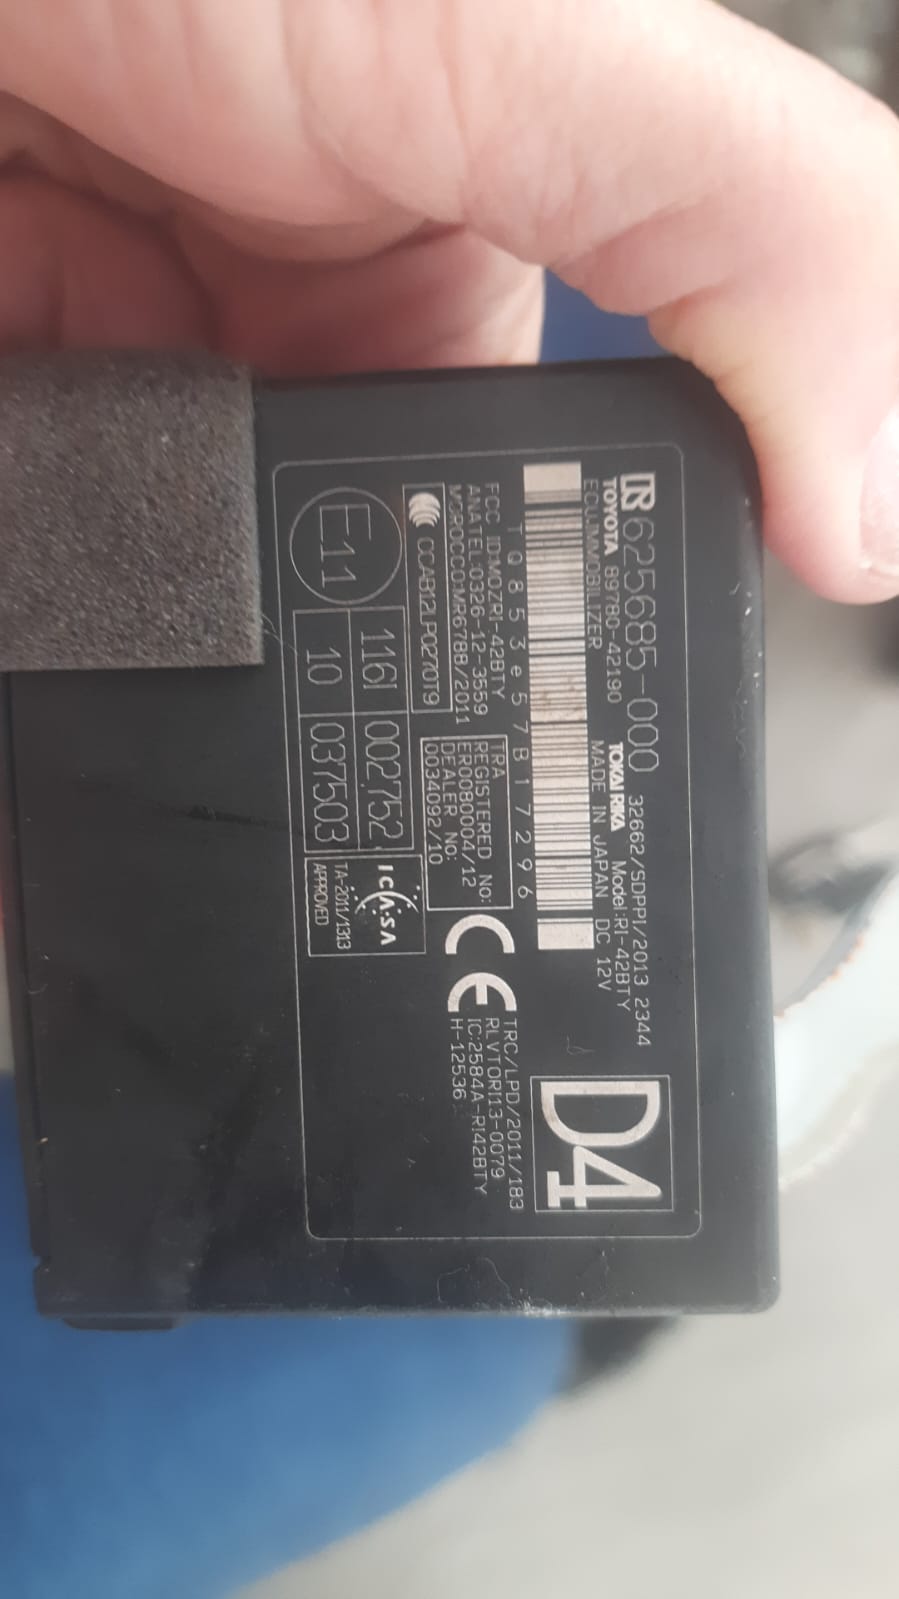 625685-000 32662/SDPPI/2013 2344
TOYOTA 89780-42190 TOKAI RIKA Model:RI-42BTY
ECU,IMMOBILIZER MADE IN JAPAN DC 12V
D4
TQ853e57B17296
FCC ID:MOZRI-42BTY
ANATEL:0326-12-3559
MOROCCO:MR6788/2011
CCAB12LP0270T9
TRA
REGISTERED No:
ER0080004/12
DEALER No:
0034092/10
CE
TRC/LPD/2011/183
RLVTORI13-0079
IC:2584A-RI42BTY
H-12536
E11
116I 002752
10 037503
ICASA
TA-2011/1313
APPROVED